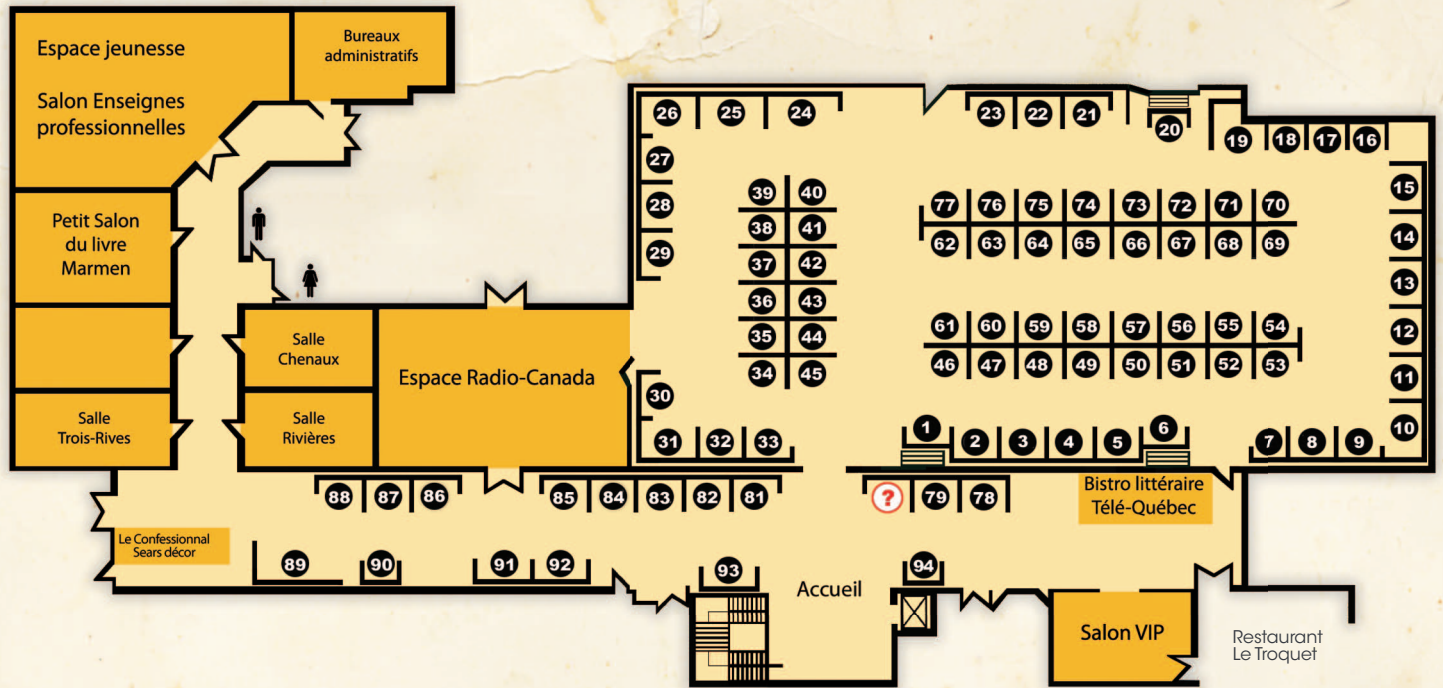 Espace jeunesse
Salon Enseignes
professionnelles
Bureaux
administratifs
Petit Salon
du livre
Marmen
Salle
Trois-Rives
Salle
Chenaux
Salle
Rivières
Espace Radio-Canada
26 25 24
23 22 21
20
19 18 17 16
27
28
29
30
31 32 33
39 40
38 41
37 42
36 43
35 44
34 45
77 76 75 74 73 72 71 70
62 63 64 65 66 67 68 69
61 60 59 58 57 56 55 54
46 47 48 49 50 51 52 53
15
14
13
12
11
10
1 2 3 4 5 6
7 8 9
88 87 86
85 84 83 82 81
? 79 78
Bistro littéraire
Télé-Québec
Le Confessionnal
Sears décor
89 90 91 92
93
94
Accueil
Salon VIP
Restaurant
Le Troquet